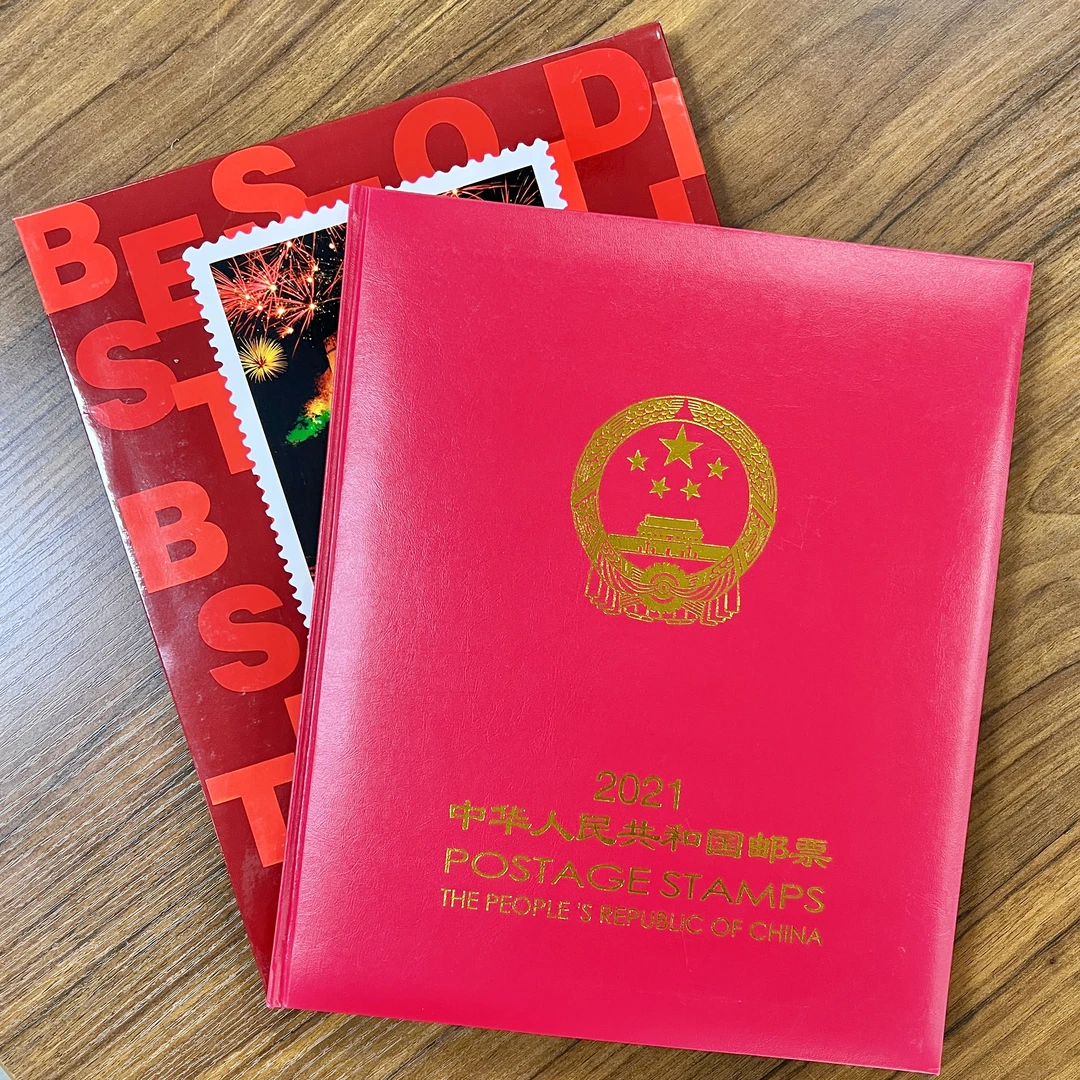 B S O D
E
S
T
B
S
T
2021
中华人民共和国邮票
POSTAGE STAMPS
THE PEOPLE 'S REPUBLIC OF CHINA